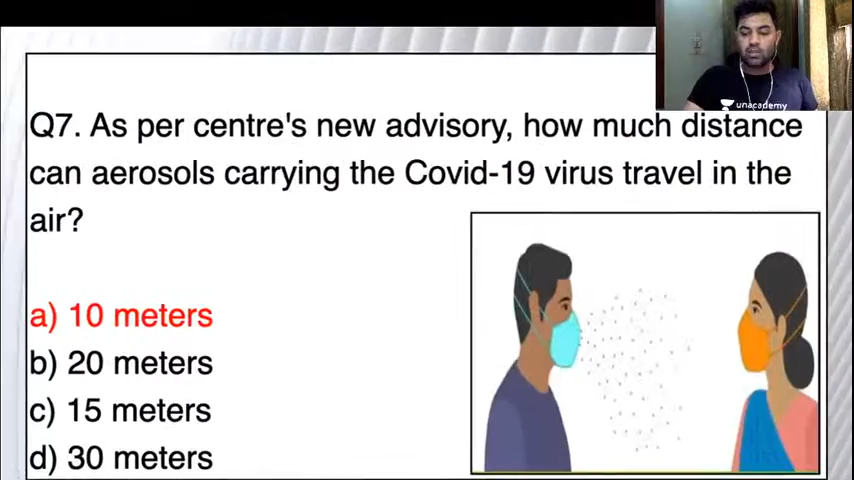 unacademy
Q7. As per centre's new advisory, how much distance
can aerosols carrying the Covid-19 virus travel in the
air?
a) 10 meters
b) 20 meters
c) 15 meters
d) 30 meters